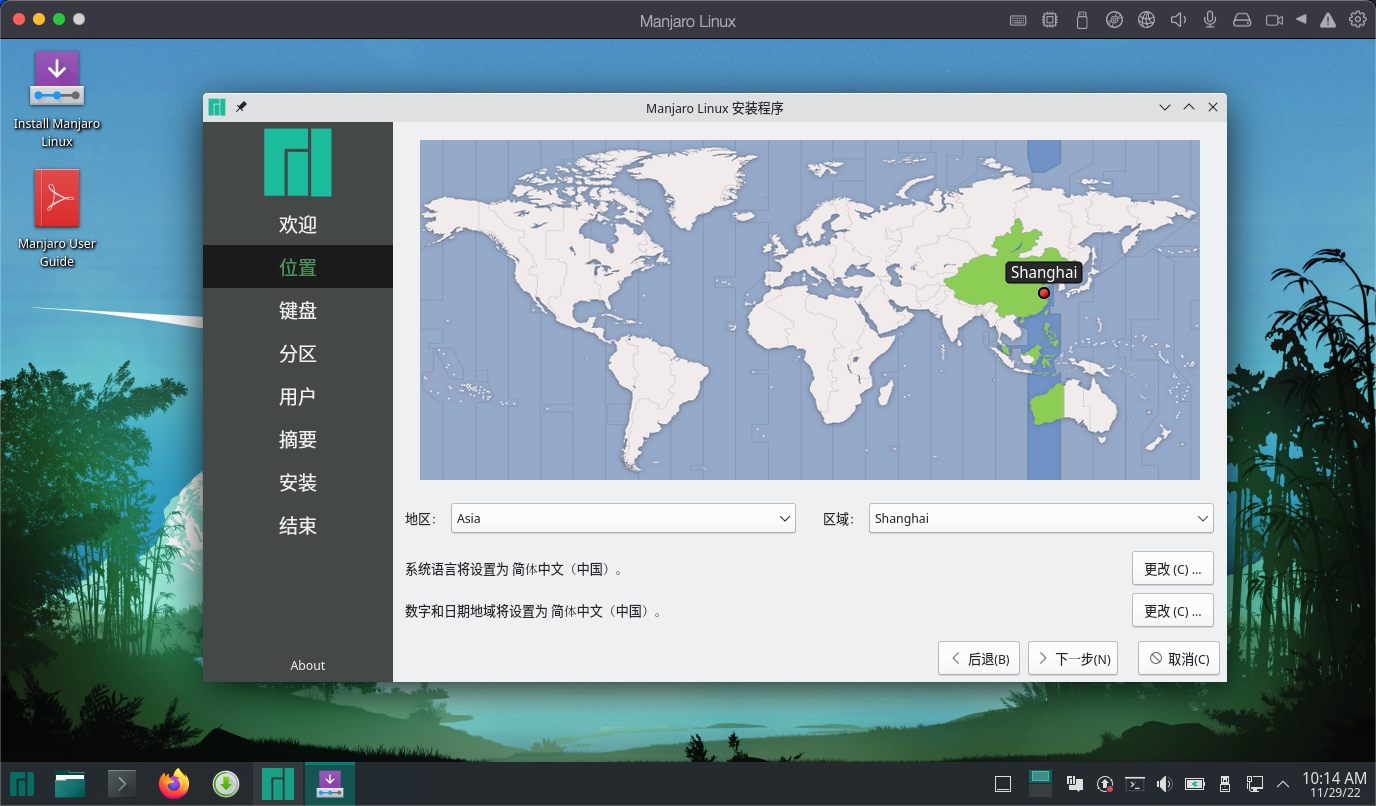 Manjaro Linux
Install Manjaro
Linux
Manjaro User
Guide
Manjaro Linux 安装程序
欢迎
位置
键盘
分区
用户
摘要
安装
结束
About
Shanghai
地区： Asia 区域： Shanghai
系统语言将设置为 简体中文（中国）。 更改 (C) ...
数字和日期地域将设置为 简体中文（中国）。 更改 (C) ...
后退(B) 下一步(N) 取消(C)
10:14 AM
11/29/22